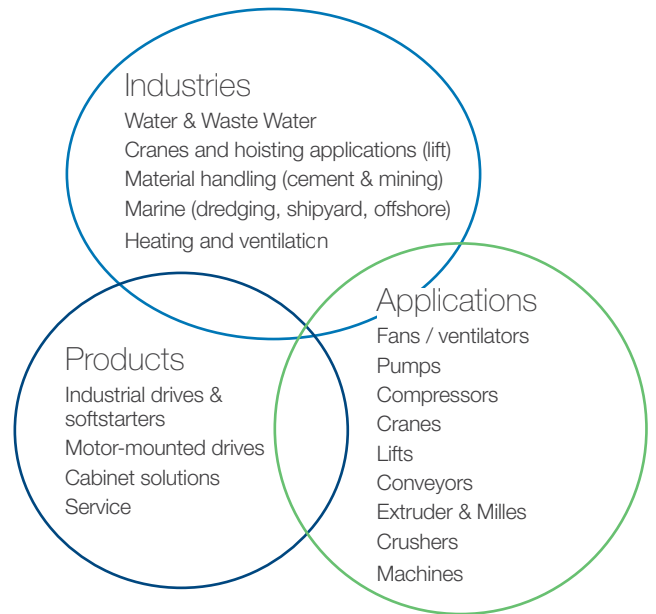 Industries
Water & Waste Water
Cranes and hoisting applications (lift)
Material handling (cement & mining)
Marine (dredging, shipyard, offshore)
Heating and ventilation
Products
Industrial drives &
softstarters
Motor-mounted drives
Cabinet solutions
Service
Applications
Fans / ventilators
Pumps
Compressors
Cranes
Lifts
Conveyors
Extruder & Milles
Crushers
Machines